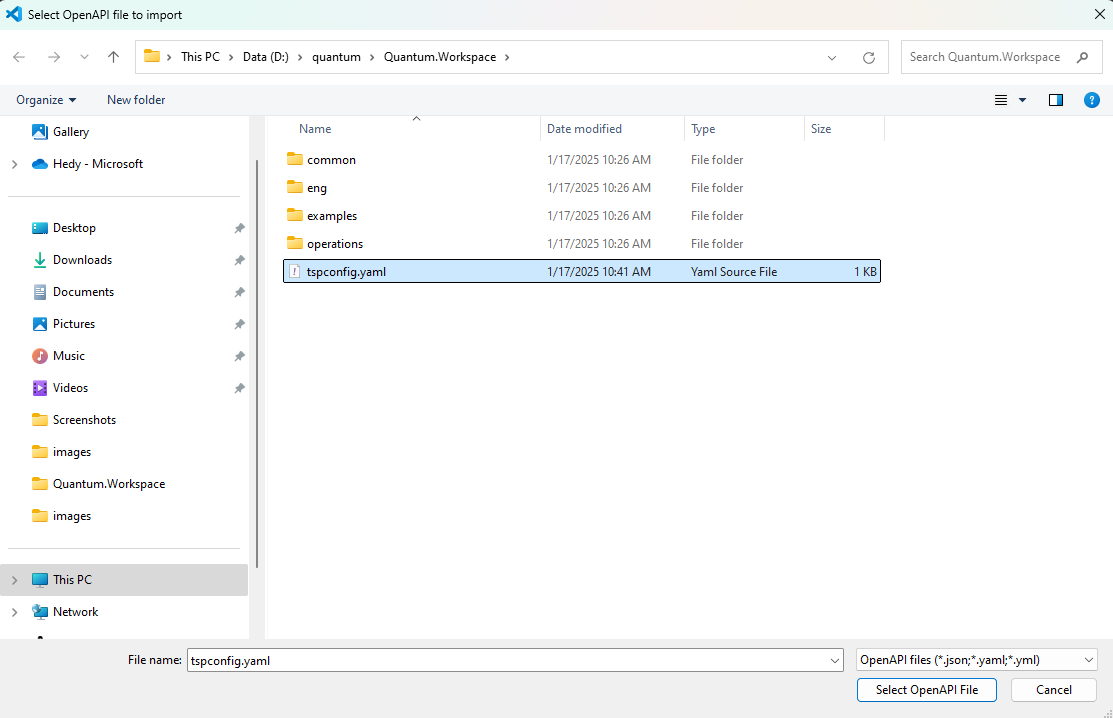 Select OpenAPI file to import
This PC > Data (D:) > quantum > Quantum.Workspace >
Search Quantum.Workspace
Organize
New folder
?
Gallery
Hedy - Microsoft
Desktop
Downloads
Documents
Pictures
Music
Videos
Screenshots
images
Quantum.Workspace
images
This PC
Network
Name Date modified Type Size
common 1/17/2025 10:26 AM File folder
eng 1/17/2025 10:26 AM File folder
examples 1/17/2025 10:26 AM File folder
operations 1/17/2025 10:26 AM File folder
tspconfig.yaml 1/17/2025 10:41 AM Yaml Source File 1 KB
File name: tspconfig.yaml
OpenAPI files (*.json;*.yaml;*.yml)
Select OpenAPI File
Cancel